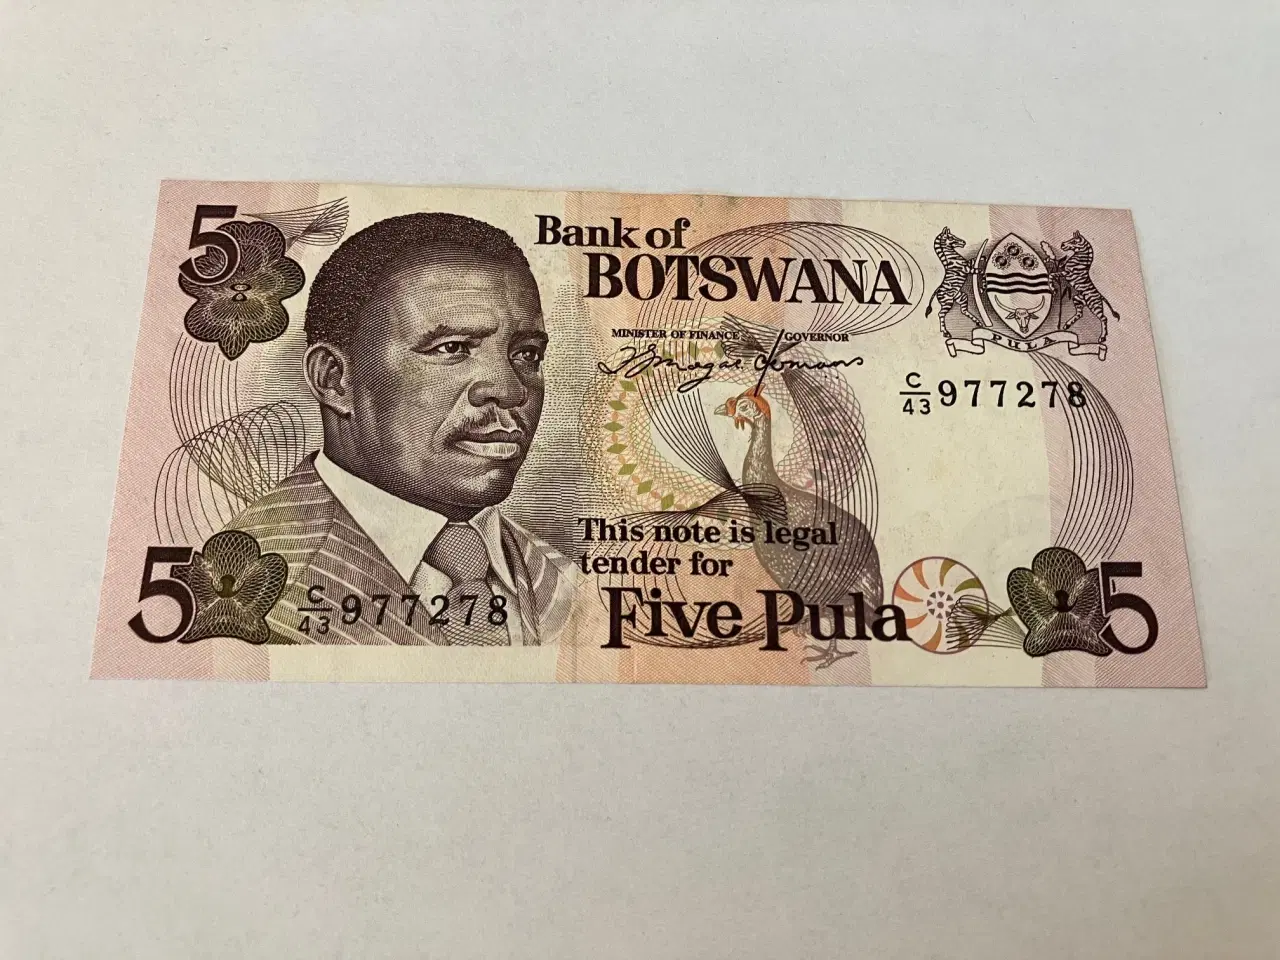 5
Bank of
BOTSWANA
MINISTER OF FINANCE GOVERNOR
PULA
C/43 977278
This note is legal
tender for
Five Pula
5
C/43 977278
5